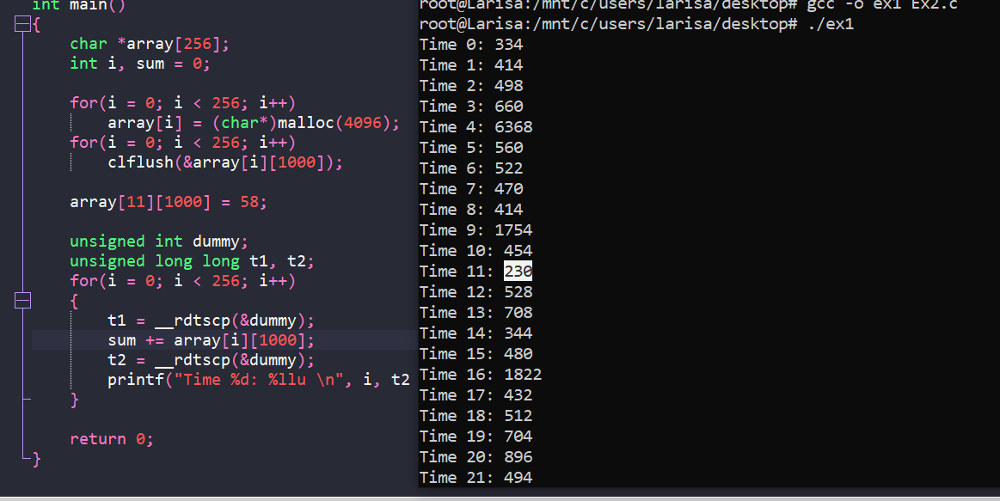 int main()
{
char *array[256];
int i, sum = 0;
for(i = 0; i < 256; i++)
array[i] = (char*)malloc(4096);
for(i = 0; i < 256; i++)
clflush(&array[i][1000]);
array[11][1000] = 58;
unsigned int dummy;
unsigned long long t1, t2;
for(i = 0; i < 256; i++)
{
t1 = __rdtscp(&dummy);
sum += array[i][1000];
t2 = __rdtscp(&dummy);
printf("Time %d: %llu \n", i, t2
}
return 0;
}
root@Larisa:/mnt/c/users/larisa/desktop# gcc -o ex1 Ex2.c
root@Larisa:/mnt/c/users/larisa/desktop# ./ex1
Time 0: 334
Time 1: 414
Time 2: 498
Time 3: 660
Time 4: 6368
Time 5: 560
Time 6: 522
Time 7: 470
Time 8: 414
Time 9: 1754
Time 10: 454
Time 11: 230
Time 12: 528
Time 13: 708
Time 14: 344
Time 15: 480
Time 16: 1822
Time 17: 432
Time 18: 512
Time 19: 704
Time 20: 896
Time 21: 494